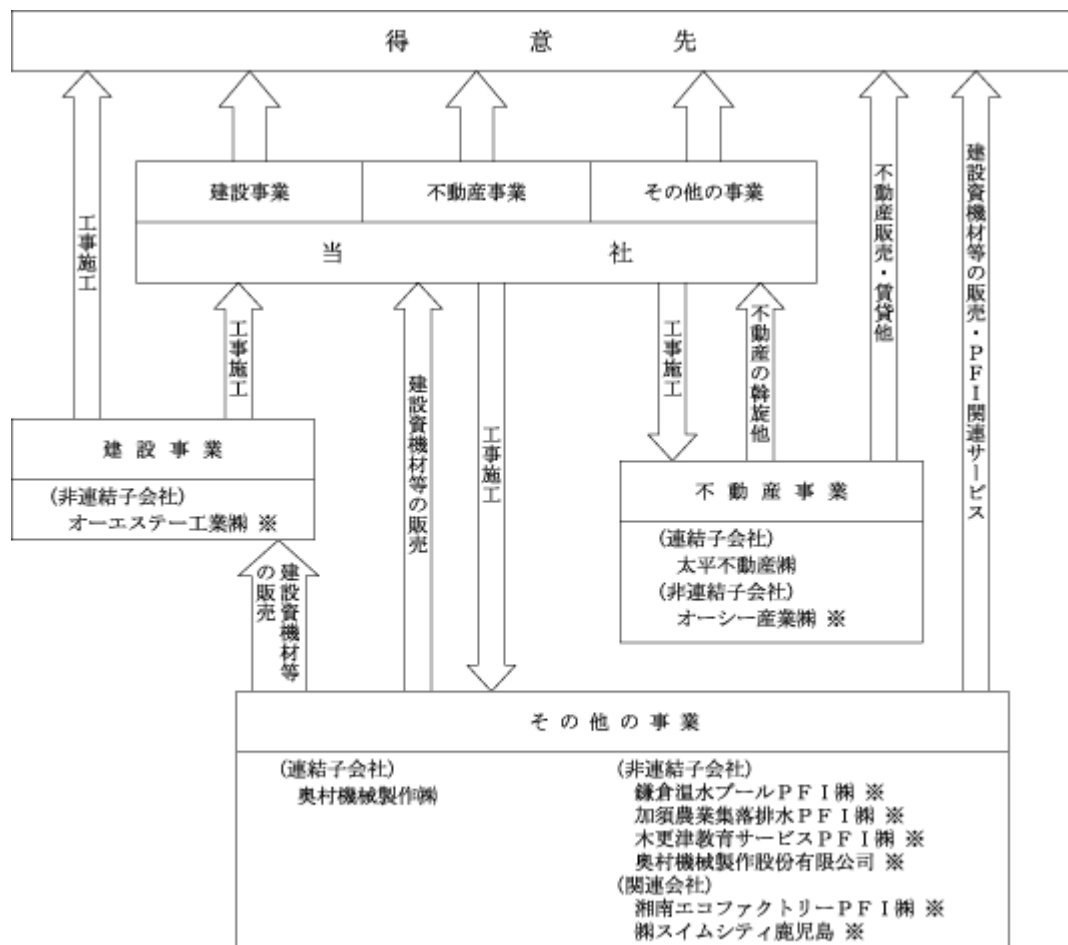 得意先
建設事業
不動産事業
その他の事業
当社
工事施工
工事施工
建設資機材等の販売
工事施工
工事施工
不動産の斡旋他
不動産販売・賃貸他
建設資機材等の販売・ＰＦＩ関連サービス
建設事業
(非連結子会社)
オーエステー工業㈱ ※
不動産事業
(連結子会社)
太平不動産㈱
(非連結子会社)
オーシー産業㈱ ※
建設資機材等
の販売
その他の事業
(連結子会社)
奥村機械製作㈱
(非連結子会社)
鎌倉温水プールＰＦＩ㈱ ※
加須農業集落排水ＰＦＩ㈱ ※
木更津教育サービスＰＦＩ㈱ ※
奥村機械製作股份有限公司 ※
(関連会社)
湘南エコファクトリーＰＦＩ㈱ ※
㈱スイムシティ鹿児島 ※